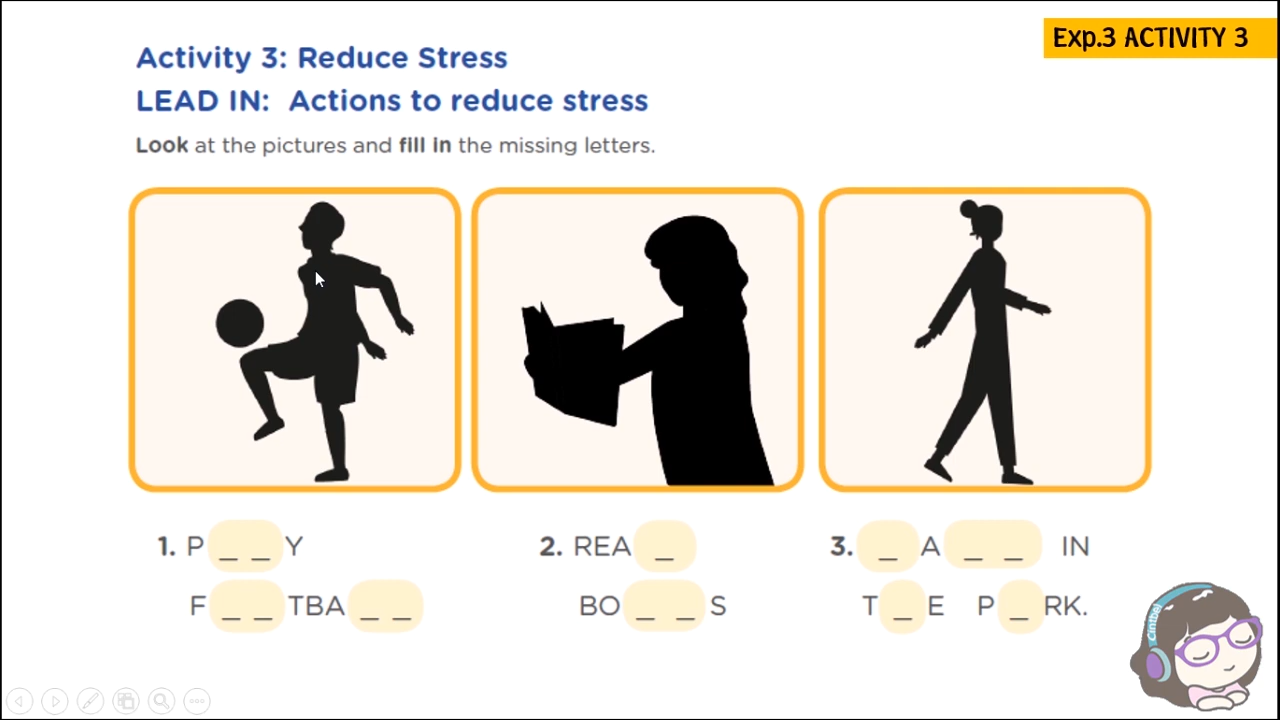 Exp.3 ACTIVITY 3
Activity 3: Reduce Stress
LEAD IN: Actions to reduce stress
Look at the pictures and fill in the missing letters.
1. P _ _ Y
F _ _ TBA _ _
2. REA _
BO _ _ S
3. _ A _ _ IN
T _ E P _ RK.
Cintbel